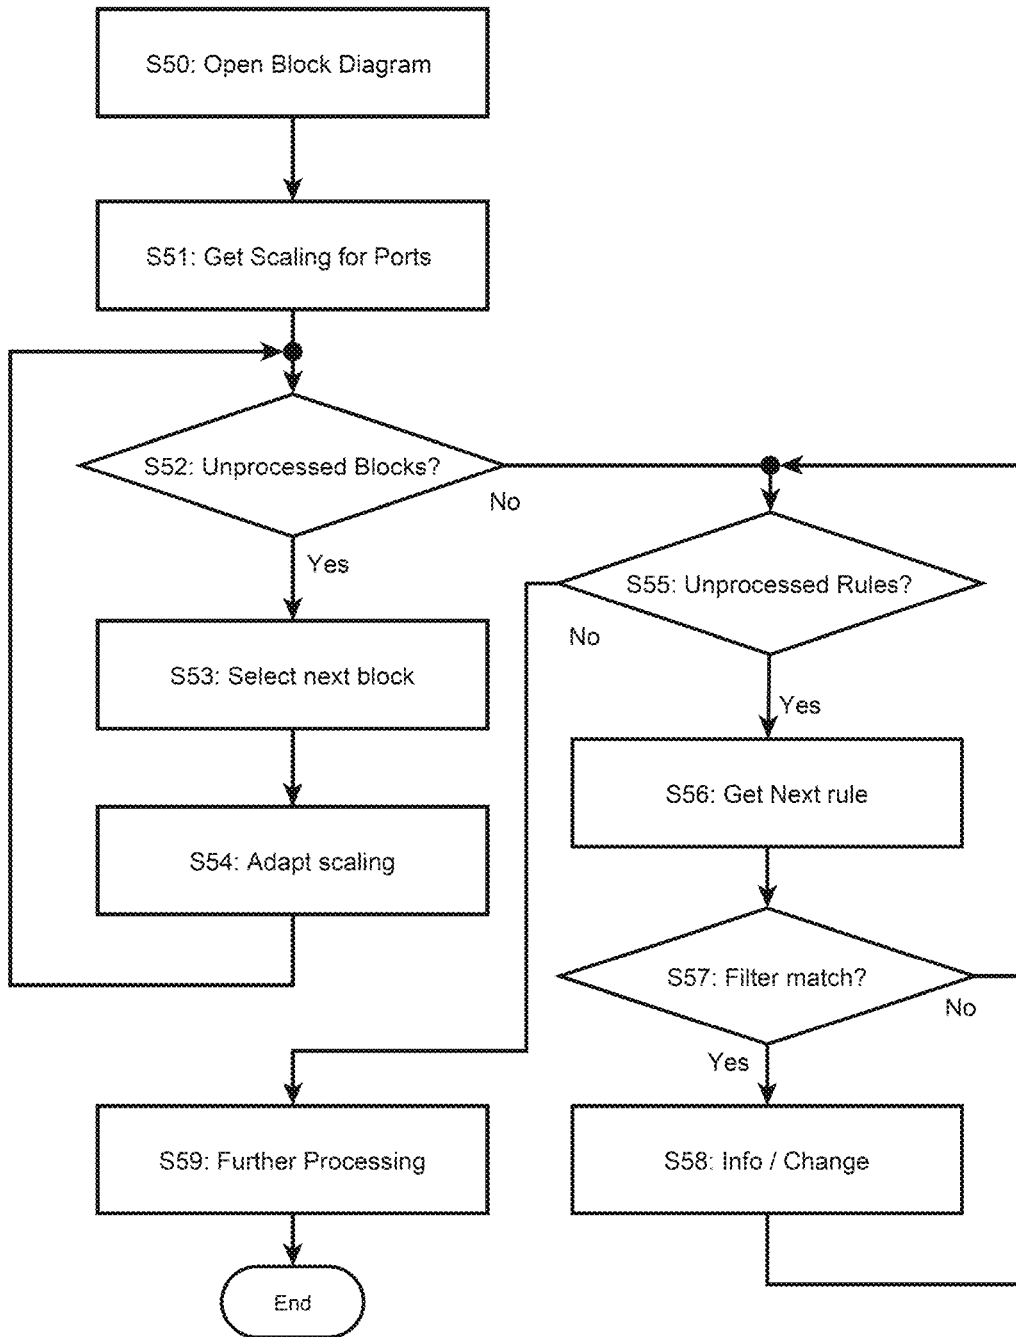 S50: Open Block Diagram
S51: Get Scaling for Ports
S52: Unprocessed Blocks?
No
Yes
S55: Unprocessed Rules?
No
S53: Select next block
Yes
S56: Get Next rule
S54: Adapt scaling
S57: Filter match?
No
Yes
S59: Further Processing
S58: Info / Change
End